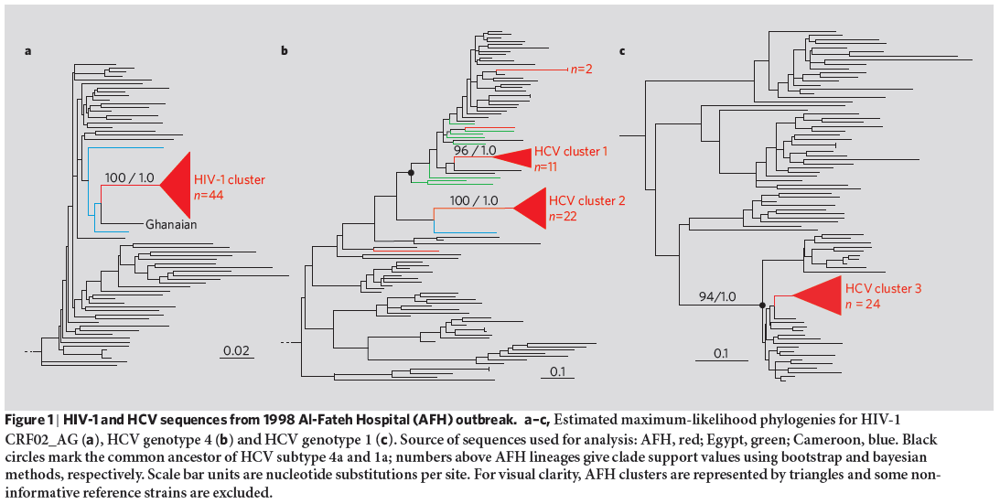 a
b
c
n=2
96 / 1.0
HCV cluster 1
n=11
100 / 1.0
HIV-1 cluster
n=44
100 / 1.0
HCV cluster 2
n=22
Ghanaian
94/1.0
HCV cluster 3
n = 24
0.02
0.1
0.1
Figure 1 | HIV-1 and HCV sequences from 1998 Al-Fateh Hospital (AFH) outbreak. a–c, Estimated maximum-likelihood phylogenies for HIV-1
CRF02_AG (a), HCV genotype 4 (b) and HCV genotype 1 (c). Source of sequences used for analysis: AFH, red; Egypt, green; Cameroon, blue. Black
circles mark the common ancestor of HCV subtype 4a and 1a; numbers above AFH lineages give clade support values using bootstrap and bayesian
methods, respectively. Scale bar units are nucleotide substitutions per site. For visual clarity, AFH clusters are represented by triangles and some non-
informative reference strains are excluded.